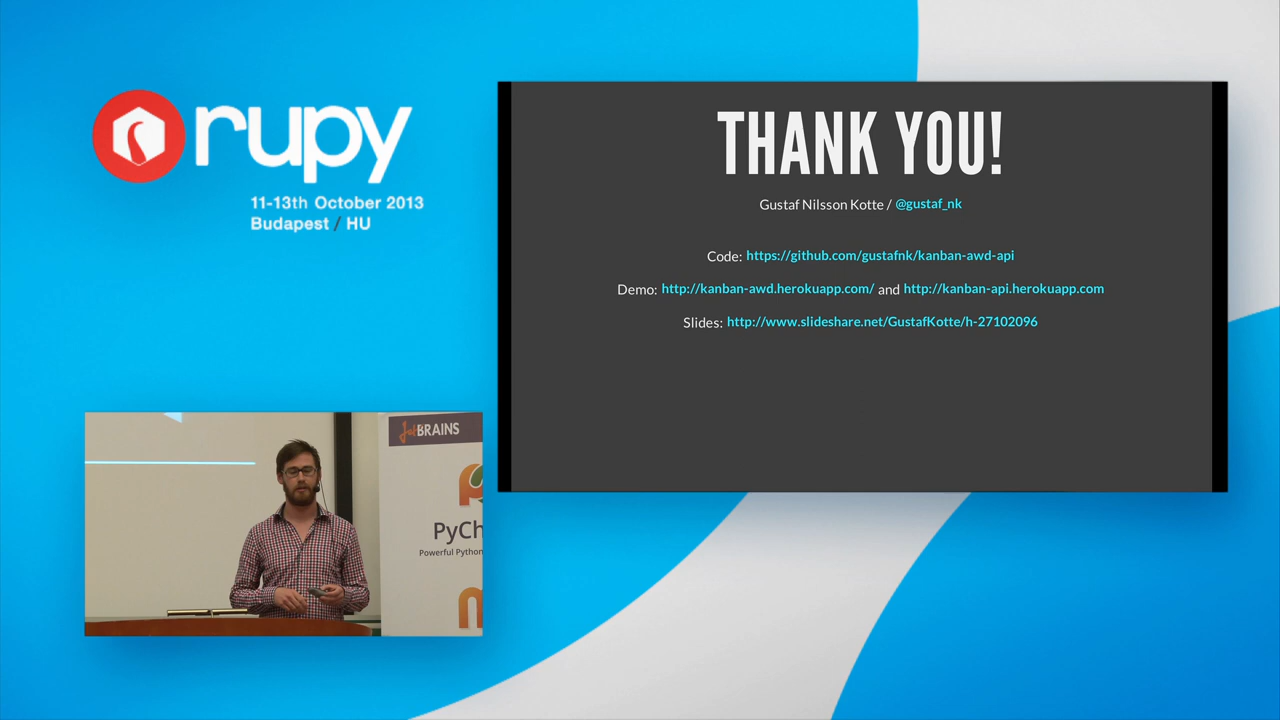 rupy
11-13th October 2013
Budapest / HU
THANK YOU!
Gustaf Nilsson Kotte / @gustaf_nk
Code: https://github.com/gustafnk/kanban-awd-api
Demo: http://kanban-awd.herokuapp.com/ and http://kanban-api.herokuapp.com
Slides: http://www.slideshare.net/GustafKotte/h-27102096
JetBRAINS
PyCh
Powerful Python